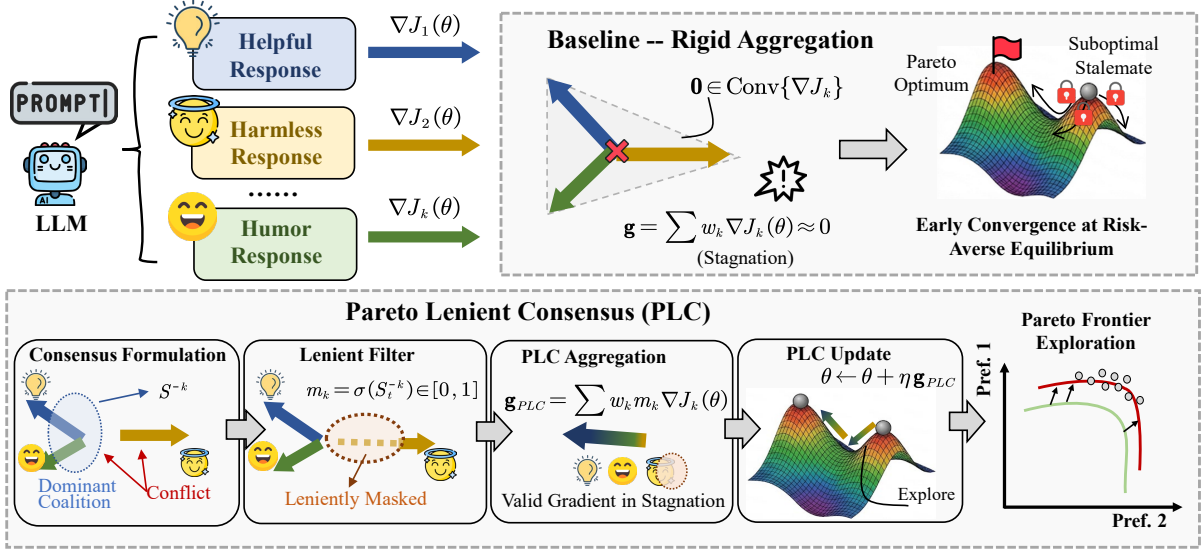 PROMPT
AI
LLM
Helpful
Response
Harmless
Response
......
Humor
Response
∇J₁(θ)
∇J₂(θ)
∇Jₖ(θ)
Baseline -- Rigid Aggregation
𝟎 ∈ Conv{∇Jₖ}
!
𝐠 = ∑ wₖ∇Jₖ(θ) ≈ 0
(Stagnation)
Pareto
Optimum
Suboptimal
Stalemate
Early Convergence at Risk-
Averse Equilibrium
Pareto Lenient Consensus (PLC)
Consensus Formulation
S⁻ᵏ
Dominant
Coalition
Conflict
Lenient Filter
mₖ = σ(Sₜ⁻ᵏ) ∈ [0, 1]
Leniently Masked
PLC Aggregation
𝐠_PLC = ∑ wₖmₖ∇Jₖ(θ)
Valid Gradient in Stagnation
PLC Update
θ ← θ + η𝐠_PLC
Explore
Pareto Frontier
Exploration
Pref. 1
Pref. 2